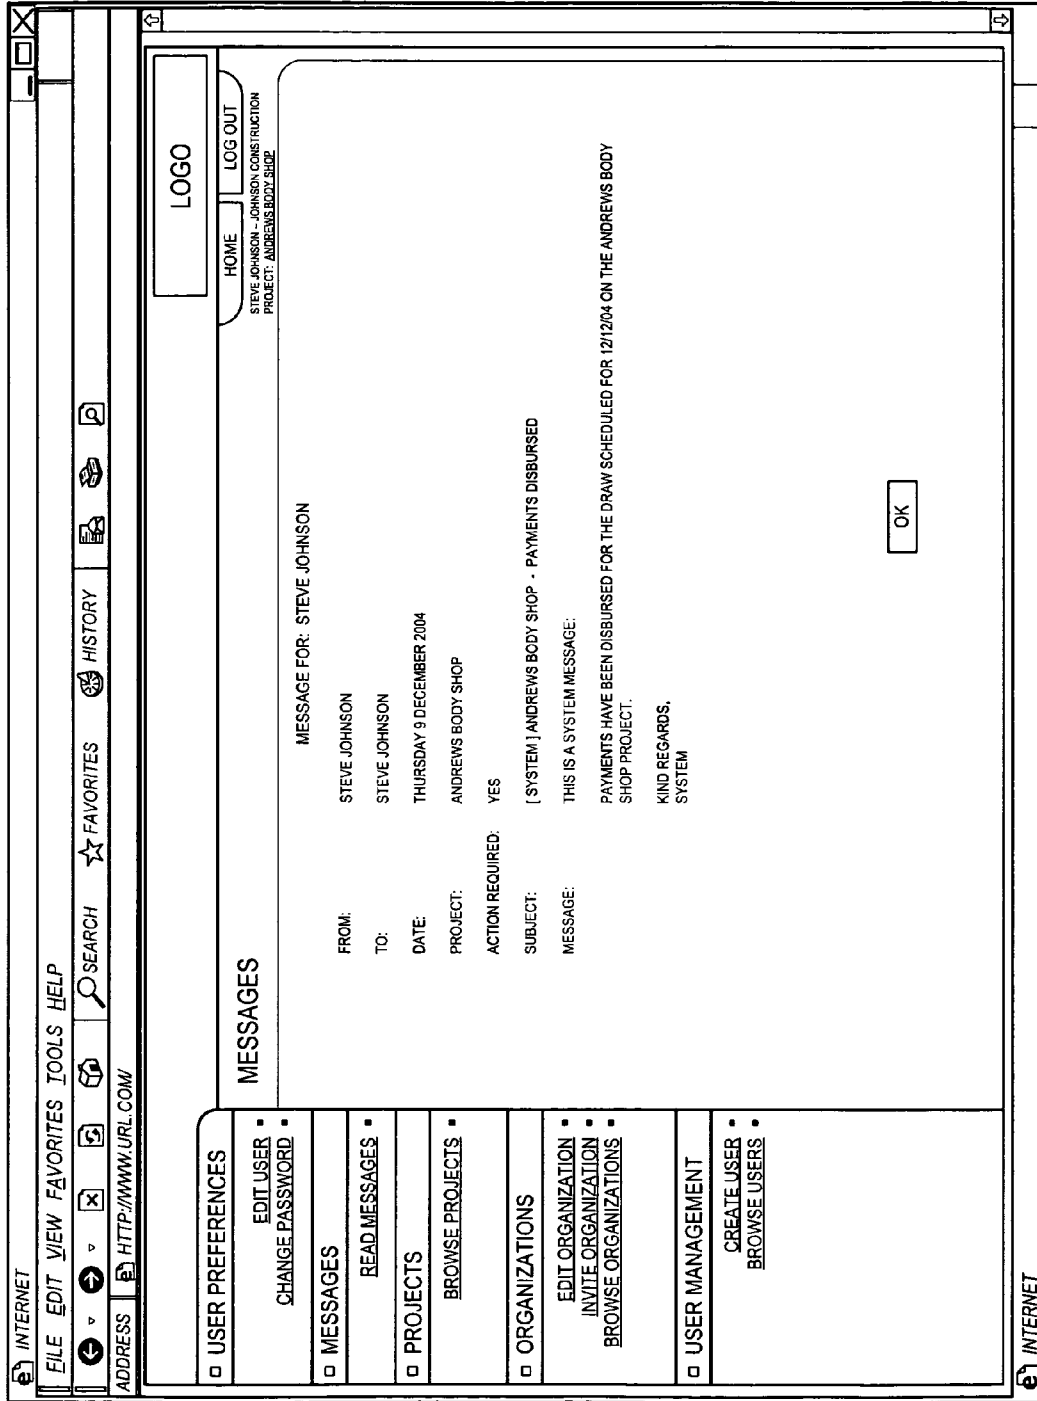 INTERNET
FILE EDIT VIEW FAVORITES TOOLS HELP
SEARCH FAVORITES HISTORY
ADDRESS HTTP://WWW.URL.COM/
LOGO
HOME LOG OUT
STEVE JOHNSON – JOHNSON CONSTRUCTION
PROJECT: ANDREWS BODY SHOP
USER PREFERENCES
EDIT USER
CHANGE PASSWORD
MESSAGES
READ MESSAGES
PROJECTS
BROWSE PROJECTS
ORGANIZATIONS
EDIT ORGANIZATION
INVITE ORGANIZATION
BROWSE ORGANIZATIONS
USER MANAGEMENT
CREATE USER
BROWSE USERS
MESSAGES
MESSAGE FOR: STEVE JOHNSON
FROM: STEVE JOHNSON
TO: STEVE JOHNSON
DATE: THURSDAY 9 DECEMBER 2004
PROJECT: ANDREWS BODY SHOP
ACTION REQUIRED: YES
SUBJECT: [ SYSTEM ] ANDREWS BODY SHOP - PAYMENTS DISBURSED
MESSAGE: THIS IS A SYSTEM MESSAGE:
PAYMENTS HAVE BEEN DISBURSED FOR THE DRAW SCHEDULED FOR 12/12/04 ON THE ANDREWS BODY
SHOP PROJECT.
KIND REGARDS,
SYSTEM
OK
INTERNET